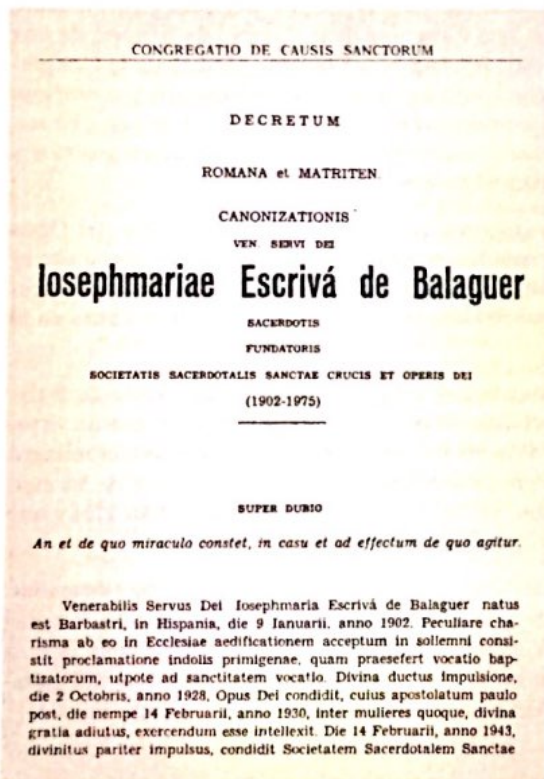 CONGREGATIO DE CAUSIS SANCTORUM
DECRETUM
ROMANA et MATRITEN.
CANONIZATIONIS
VEN. SERVI DEI
Iosephmariae Escrivá de Balaguer
SACERDOTIS
FUNDATORIS
SOCIETATIS SACERDOTALIS SANCTAE CRUCIS ET OPERIS DEI
(1902-1975)
SUPER DUBIO
An et de quo miraculo constet, in casu et ad effectum de quo agitur.
Venerabilis Servus Dei Iosephmaria Escrivá de Balaguer natus
est Barbastri, in Hispania, die 9 Ianuarii, anno 1902. Peculiare cha-
risma ab eo in Ecclesiae aedificationem acceptum in sollemni consi-
stit proclamatione indolis primigenae, quam praesefert vocatio bap-
tizatorum, utpote ad sanctitatem vocatio. Divina ductus impulsione,
die 2 Octobris, anno 1928, Opus Dei condidit, cuius apostolatum paulo
post, die nempe 14 Februarii, anno 1930, inter mulieres quoque, divina
gratia adiutus, exercendum esse intellexit. Die 14 Februarii, anno 1943,
divinitus pariter impulsus, condidit Societatem Sacerdotalem Sanctae